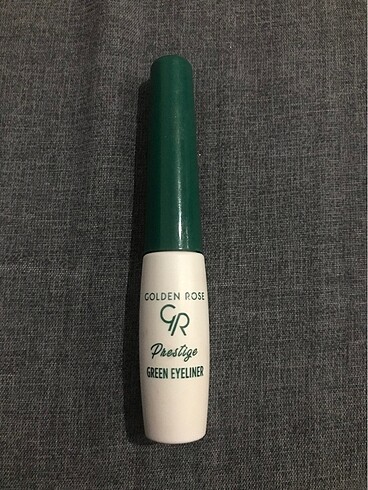 GOLDEN ROSE
GR
Prestige
GREEN EYELINER